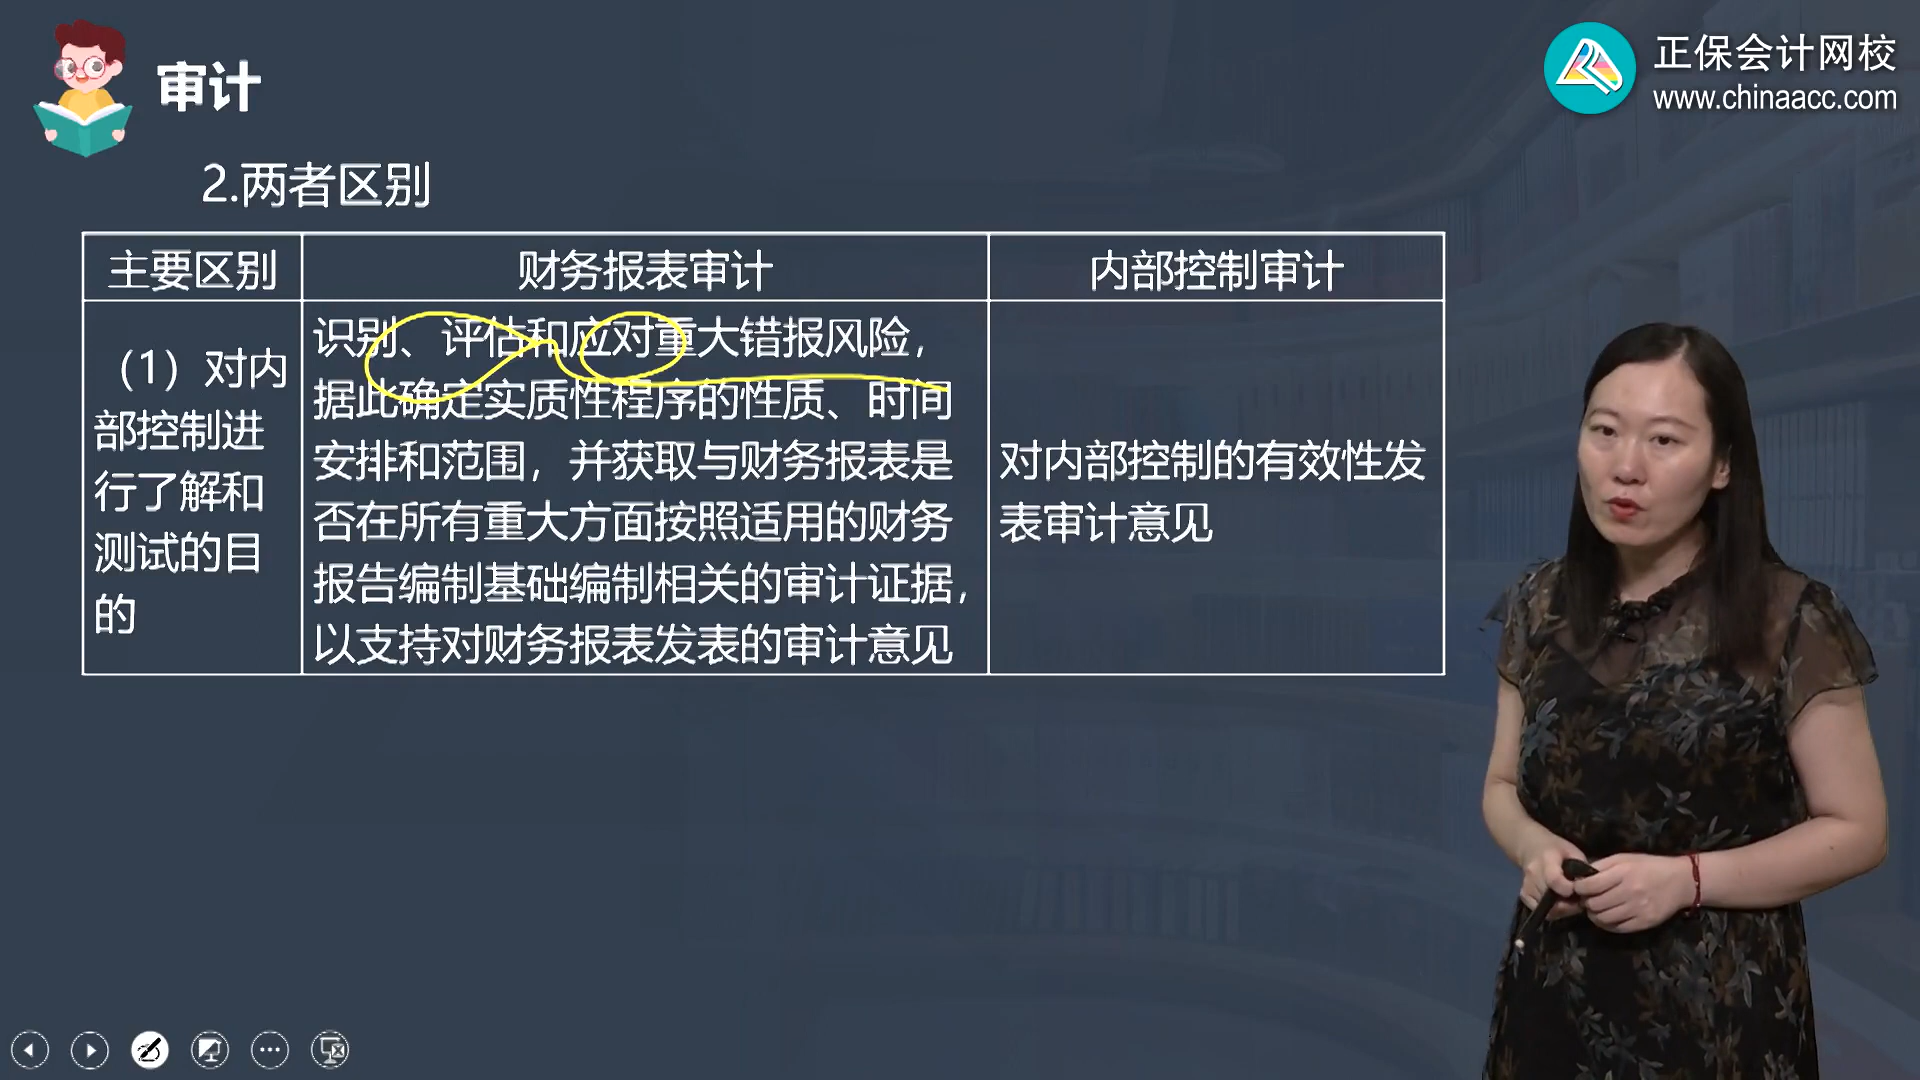 审计
正保会计网校
www.chinaacc.com
2.两者区别
主要区别
财务报表审计
内部控制审计
（1）对内
部控制进
行了解和
测试的目
的
识别、评估和应对重大错报风险，
据此确定实质性程序的性质、时间
安排和范围，并获取与财务报表是
否在所有重大方面按照适用的财务
报告编制基础编制相关的审计证据，
以支持对财务报表发表的审计意见
对内部控制的有效性发
表审计意见